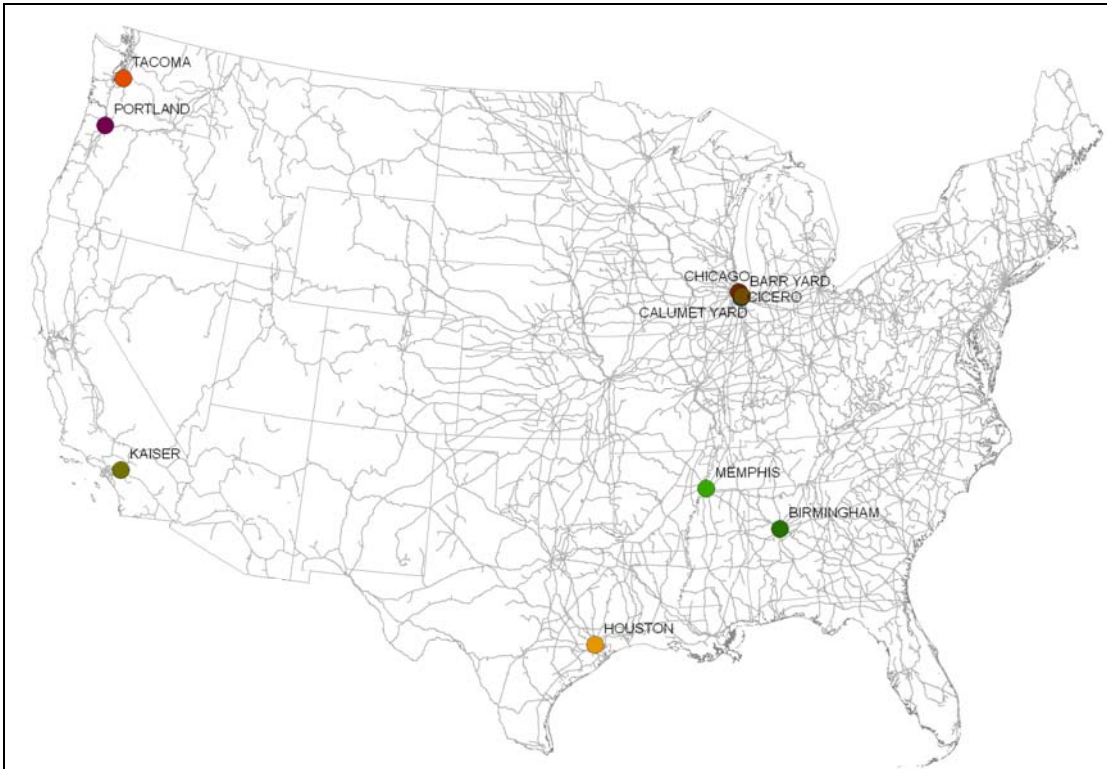 TACOMA
PORTLAND
CHICAGO
BARR YARD
CICERO
CALUMET YARD
KAISER
MEMPHIS
BIRMINGHAM
HOUSTON